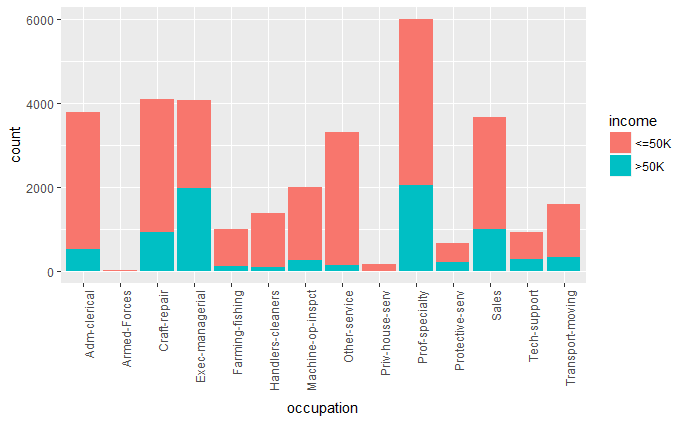 6000
4000
2000
0
count
Adm-clerical
Armed-Forces
Craft-repair
Exec-managerial
Farming-fishing
Handlers-cleaners
Machine-op-inspct
Other-service
Priv-house-serv
Prof-specialty
Protective-serv
Sales
Tech-support
Transport-moving
occupation
income
<=50K
>50K